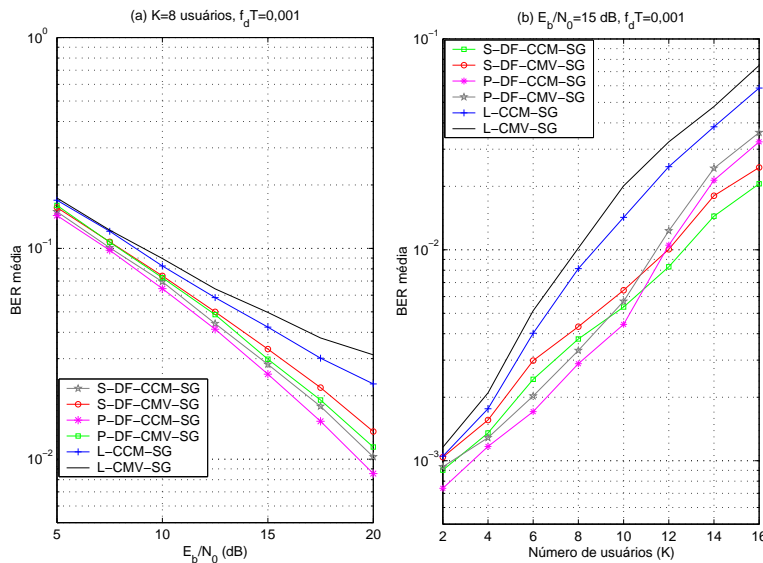 (a) K=8 usuários, f_dT=0,001
10^0
10^{-1}
10^{-2}
BER média
S−DF−CCM−SG
S−DF−CMV−SG
P−DF−CCM−SG
P−DF−CMV−SG
L−CCM−SG
L−CMV−SG
5 10 15 20
E_b/N_0 (dB)
(b) E_b/N_0=15 dB, f_dT=0,001
10^{-1}
10^{-2}
10^{-3}
BER média
S−DF−CCM−SG
S−DF−CMV−SG
P−DF−CCM−SG
P−DF−CMV−SG
L−CCM−SG
L−CMV−SG
2 4 6 8 10 12 14 16
Número de usuários (K)